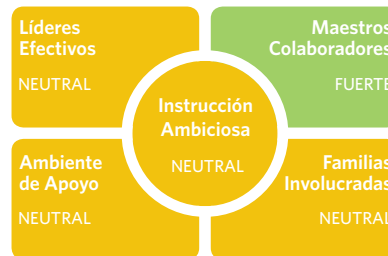 Líderes
Efectivos
NEUTRAL
Maestros
Colaboradores
FUERTE
Instrucción
Ambiciosa
NEUTRAL
Ambiente
de Apoyo
NEUTRAL
Familias
Involucradas
NEUTRAL